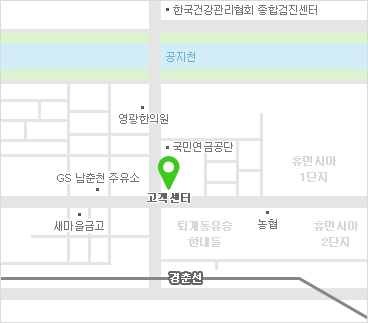 한국건강관리협회 종합검진센터
공지천
영광한의원
국민연금공단
휴먼시아
1단지
GS 남춘천 주유소
고객센터
새마을금고
퇴계동유승
한내들
농협
휴먼시아
2단지
경춘선